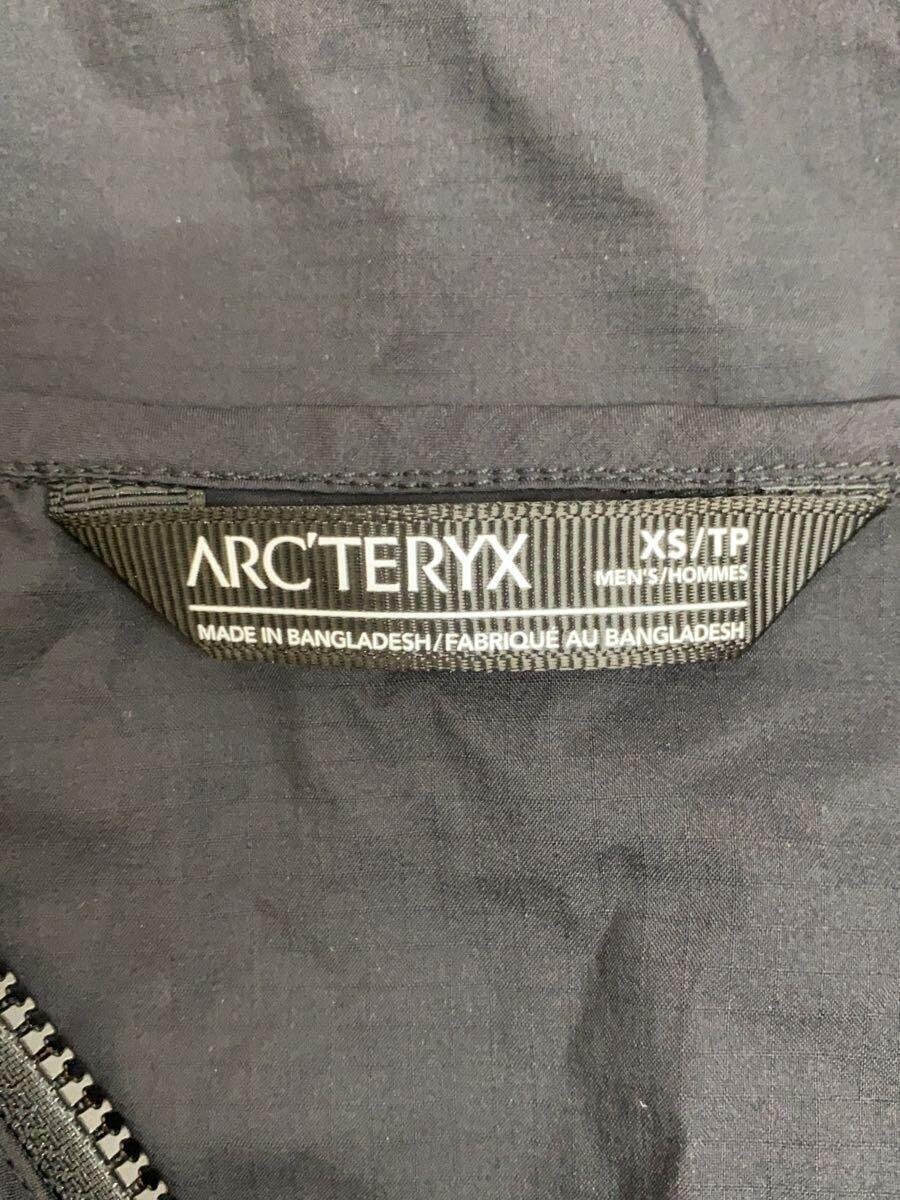 ARC'TERYX
XS/TP
MEN'S/HOMMES
MADE IN BANGLADESH/FABRIQUÉ AU BANGLADESH